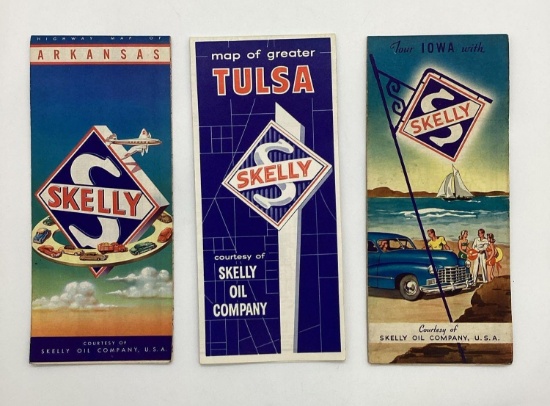 HIGHWAY MAP OF
ARKANSAS
SKELLY
COURTESY OF
SKELLY OIL COMPANY, U.S.A.
map of greater
TULSA
S
SKELLY
courtesy of
SKELLY
OIL
COMPANY
Tour IOWA with
S
SKELLY
Courtesy of
SKELLY OIL COMPANY, U.S.A.